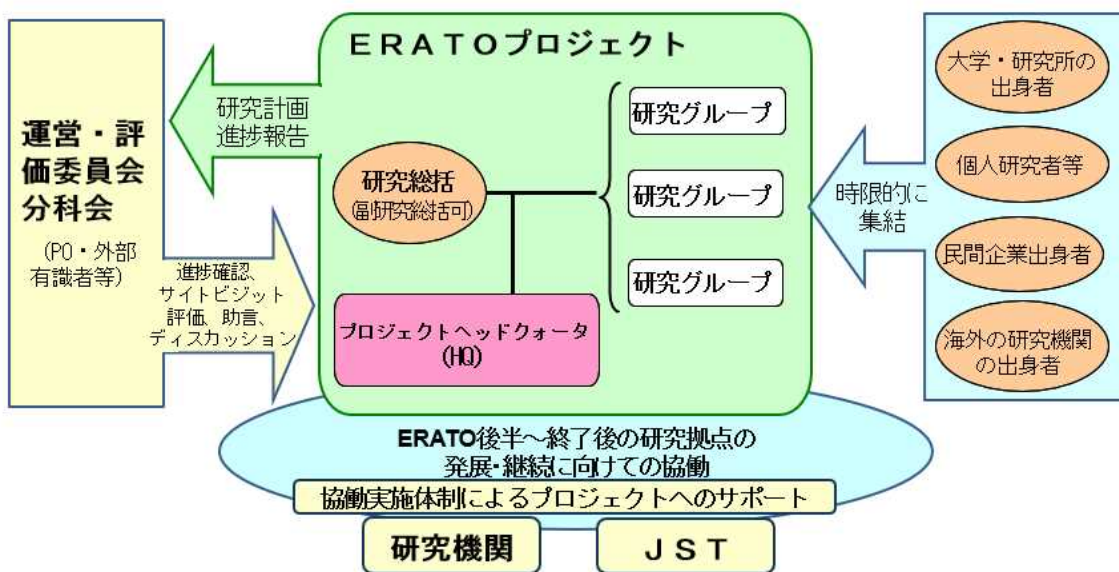 ERATOプロジェクト
運営・評
価委員会
分科会
(PO・外部
有識者等)
研究計画
進捗報告
進捗確認、
サイトビジット
評価、助言、
ディスカッション
研究総括
(副研究総括可)
プロジェクトヘッドクォータ
(HQ)
研究グループ
研究グループ
研究グループ
時限的に
集結
大学・研究所の
出身者
個人研究者等
民間企業出身者
海外の研究機関
の出身者
ERATO後半～終了後の研究拠点の
発展・継続に向けての協働
協働実施体制によるプロジェクトへのサポート
研究機関
JST